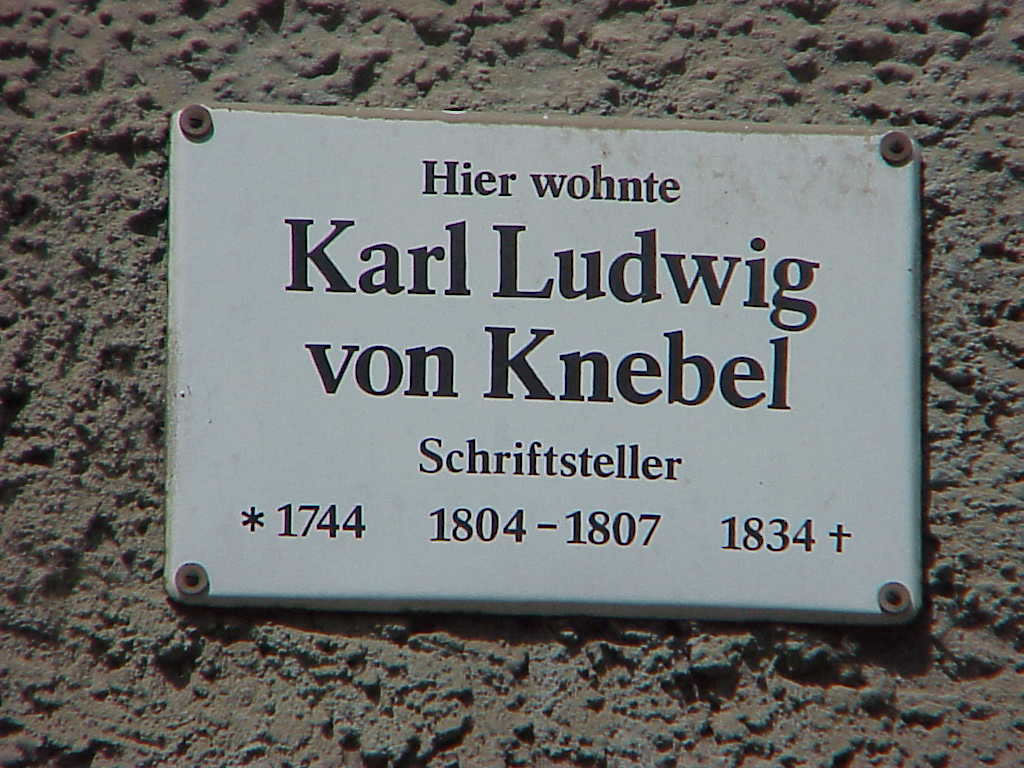 Hier wohnte
Karl Ludwig
von Knebel
Schriftsteller
* 1744 1804 – 1807 1834 †